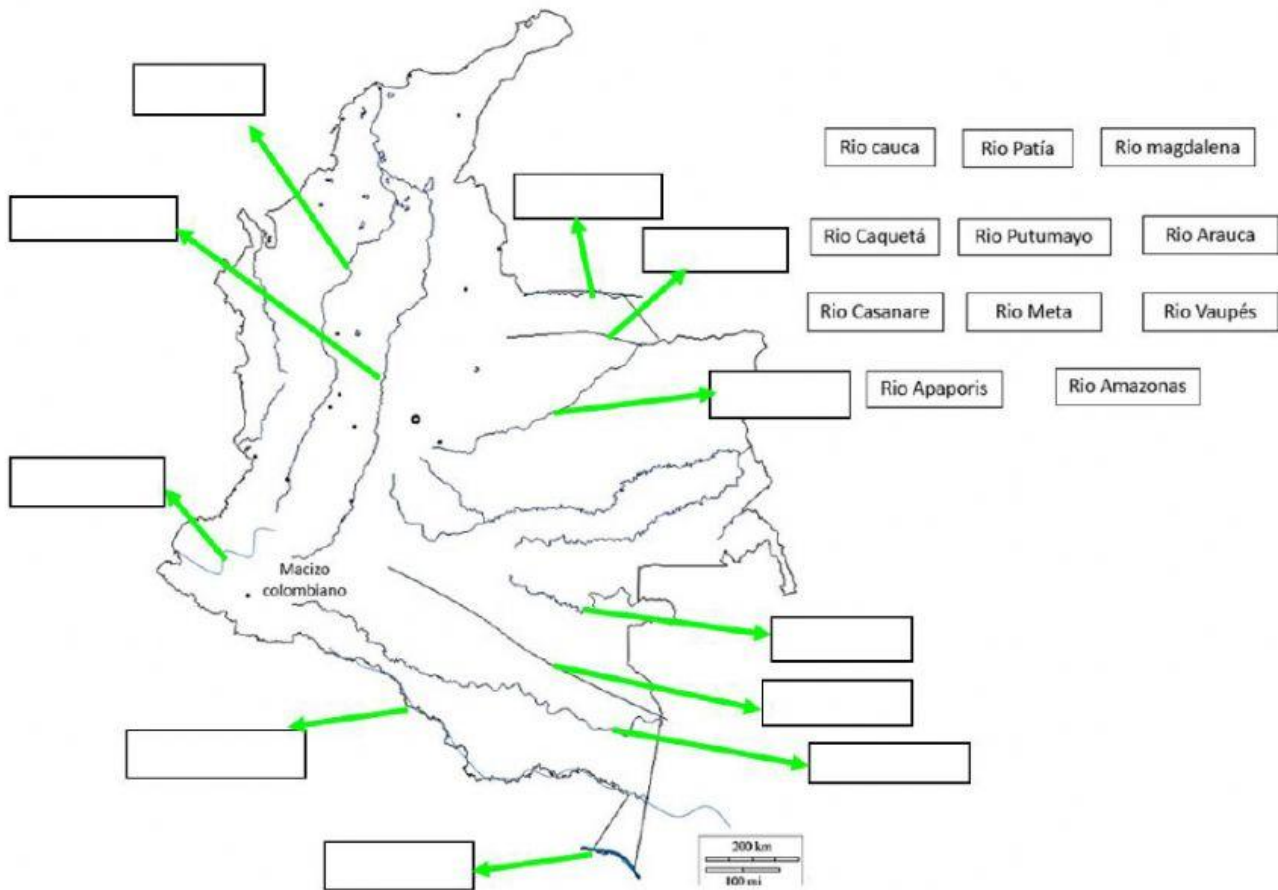 Rio cauca
Rio Patía
Rio magdalena
Rio Caquetá
Rio Putumayo
Rio Arauca
Rio Casanare
Rio Meta
Rio Vaupés
Rio Apaporis
Rio Amazonas
Macizo
colombiano
200 km
100 mi